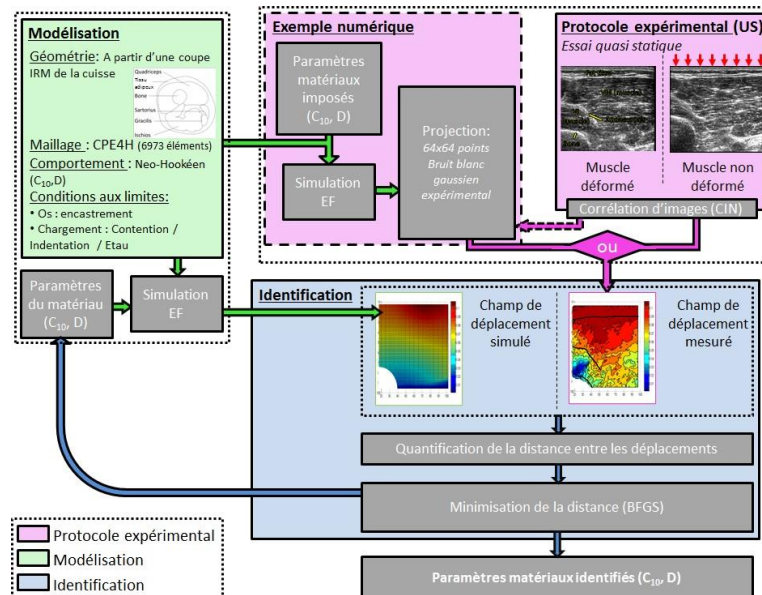 Modélisation
Géométrie: A partir d'une coupe
IRM de la cuisse
Quadriceps
Tissu
adipeux
Bone
Sartorius
Gracilis
Ischios
Maillage : CPE4H (6973 éléments)
Comportement : Neo-Hookéen
(C10,D)
Conditions aux limites:
• Os : encastrement
• Chargement : Contention /
Indentation / Etau
Paramètres
du matériau
(C10, D)
Simulation
EF
Exemple numérique
Paramètres
matériaux
imposés
(C10, D)
Simulation
EF
Projection:
64x64 points
Bruit blanc
gaussien
expérimental
Protocole expérimental (US)
Essai quasi statique
Muscle
déformé
Muscle non
déformé
Corrélation d'images (CIN)
ou
Identification
Champ de
déplacement
simulé
Champ de
déplacement
mesuré
Quantification de la distance entre les déplacements
Minimisation de la distance (BFGS)
Paramètres matériaux identifiés (C10, D)
Protocole expérimental
Modélisation
Identification